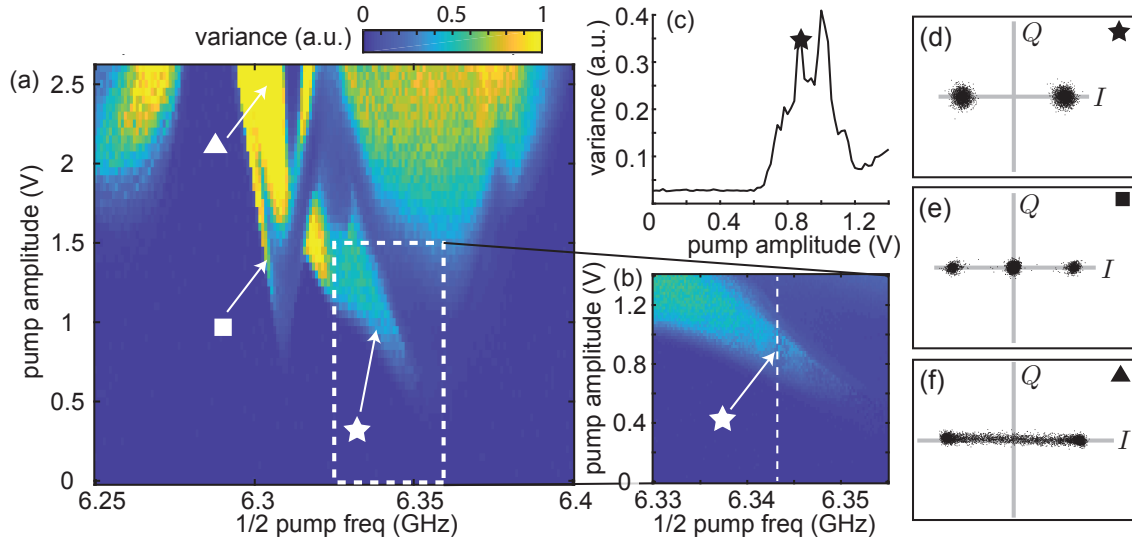 variance (a.u.)
0 0.5 1
(a)
pump amplitude (V)
2.5
2
1.5
1
0.5
0
6.25 6.3 6.35 6.4
1/2 pump freq (GHz)
(c)
variance (a.u.)
0.4
0.3
0.2
0.1
0 0.4 0.8 1.2
pump amplitude (V)
(b)
pump amplitude (V)
1.2
0.8
0.4
0
6.33 6.34 6.35
1/2 pump freq (GHz)
(d)
Q
I
(e)
Q
I
(f)
Q
I